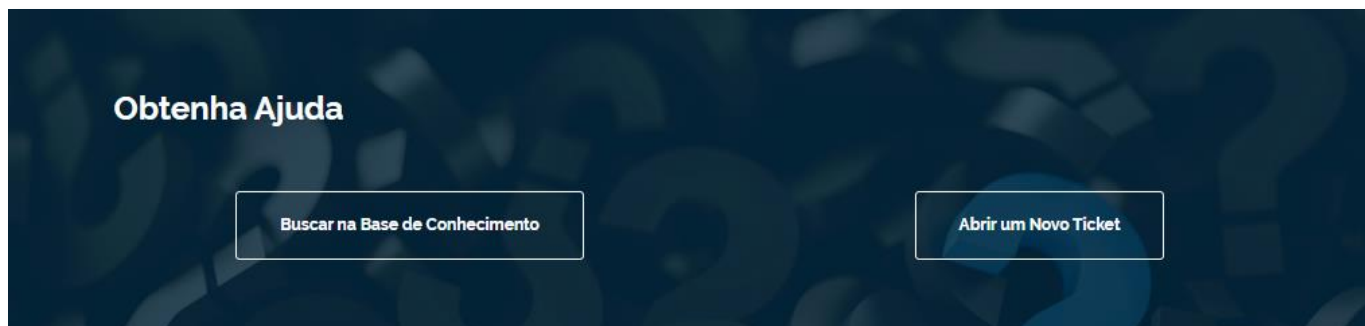 Obtenha Ajuda
Buscar na Base de Conhecimento
Abrir um Novo Ticket